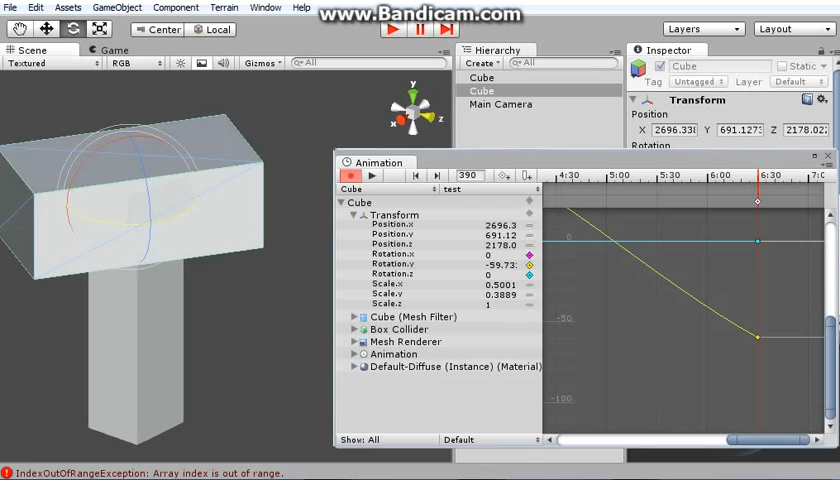 www.Bandicam.com
File Edit Assets GameObject Component Terrain Window Help
Center Local Layers Layout
Scene Game Hierarchy Inspector
Textured RGB Gizmos All Create All Cube Static
Cube Tag Untagged Layer Default
Cube Transform
Main Camera Position
y X 2696.33 Y 691.127 Z 2178.02
x z Rotation
Animation
390 4:30 5:00 5:30 6:00 6:30 7:0
Cube test
Cube
Transform
Position.x 2696.3
Position.y 691.12
Position.z 2178.0 0
Rotation.x 0
Rotation.y -59.73
Rotation.z 0
Scale.x 0.5001
Scale.y 0.3889
Scale.z 1
Cube (Mesh Filter) -50
Box Collider
Mesh Renderer
Animation
Default-Diffuse (Instance) (Material)
-100
Show: All Default
IndexOutOfRangeException: Array index is out of range.